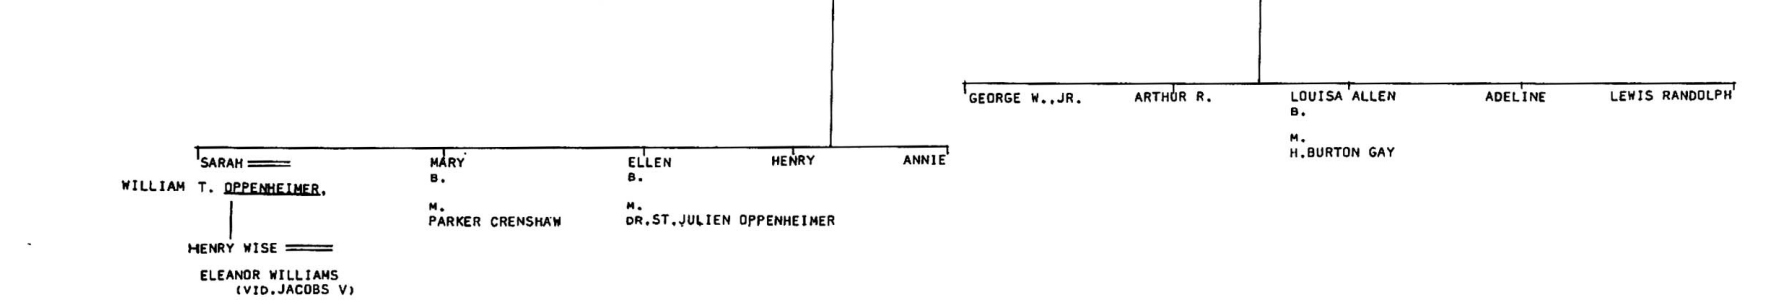 GEORGE W.,JR. ARTHUR R. LOUISA ALLEN ADELINE LEWIS RANDOLPH
B.
M.
H.BURTON GAY
SARAH MARY ELLEN HENRY ANNIE
B. B.
WILLIAM T. OPPENHEIMER,
M. M.
PARKER CRENSHAW DR.ST.JULIEN OPPENHEIMER
HENRY WISE
ELEANOR WILLIAMS
(VID.JACOBS V)